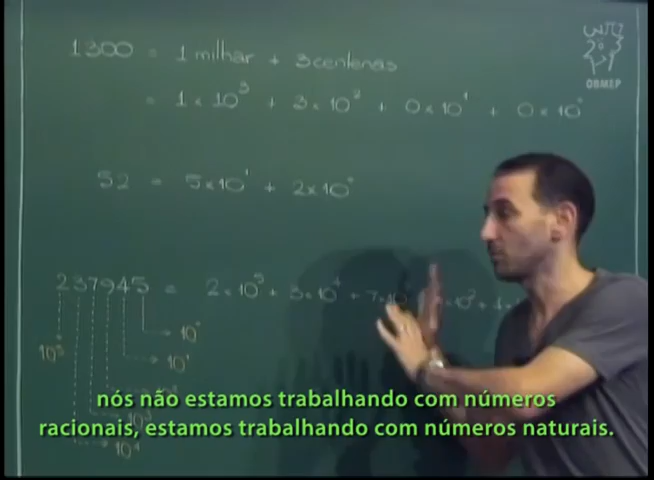 1300 = 1 milhar + 3 centenas
= 1 × 10³ + 3 × 10² + 0 × 10¹ + 0 × 10⁰
OBMEP
52 = 5 × 10¹ + 2 × 10⁰
237945 = 2 × 10⁵ + 3 × 10⁴ + 7 ×
10⁰
10⁵
10¹
10⁴
nós não estamos trabalhando com números
racionais, estamos trabalhando com números naturais.